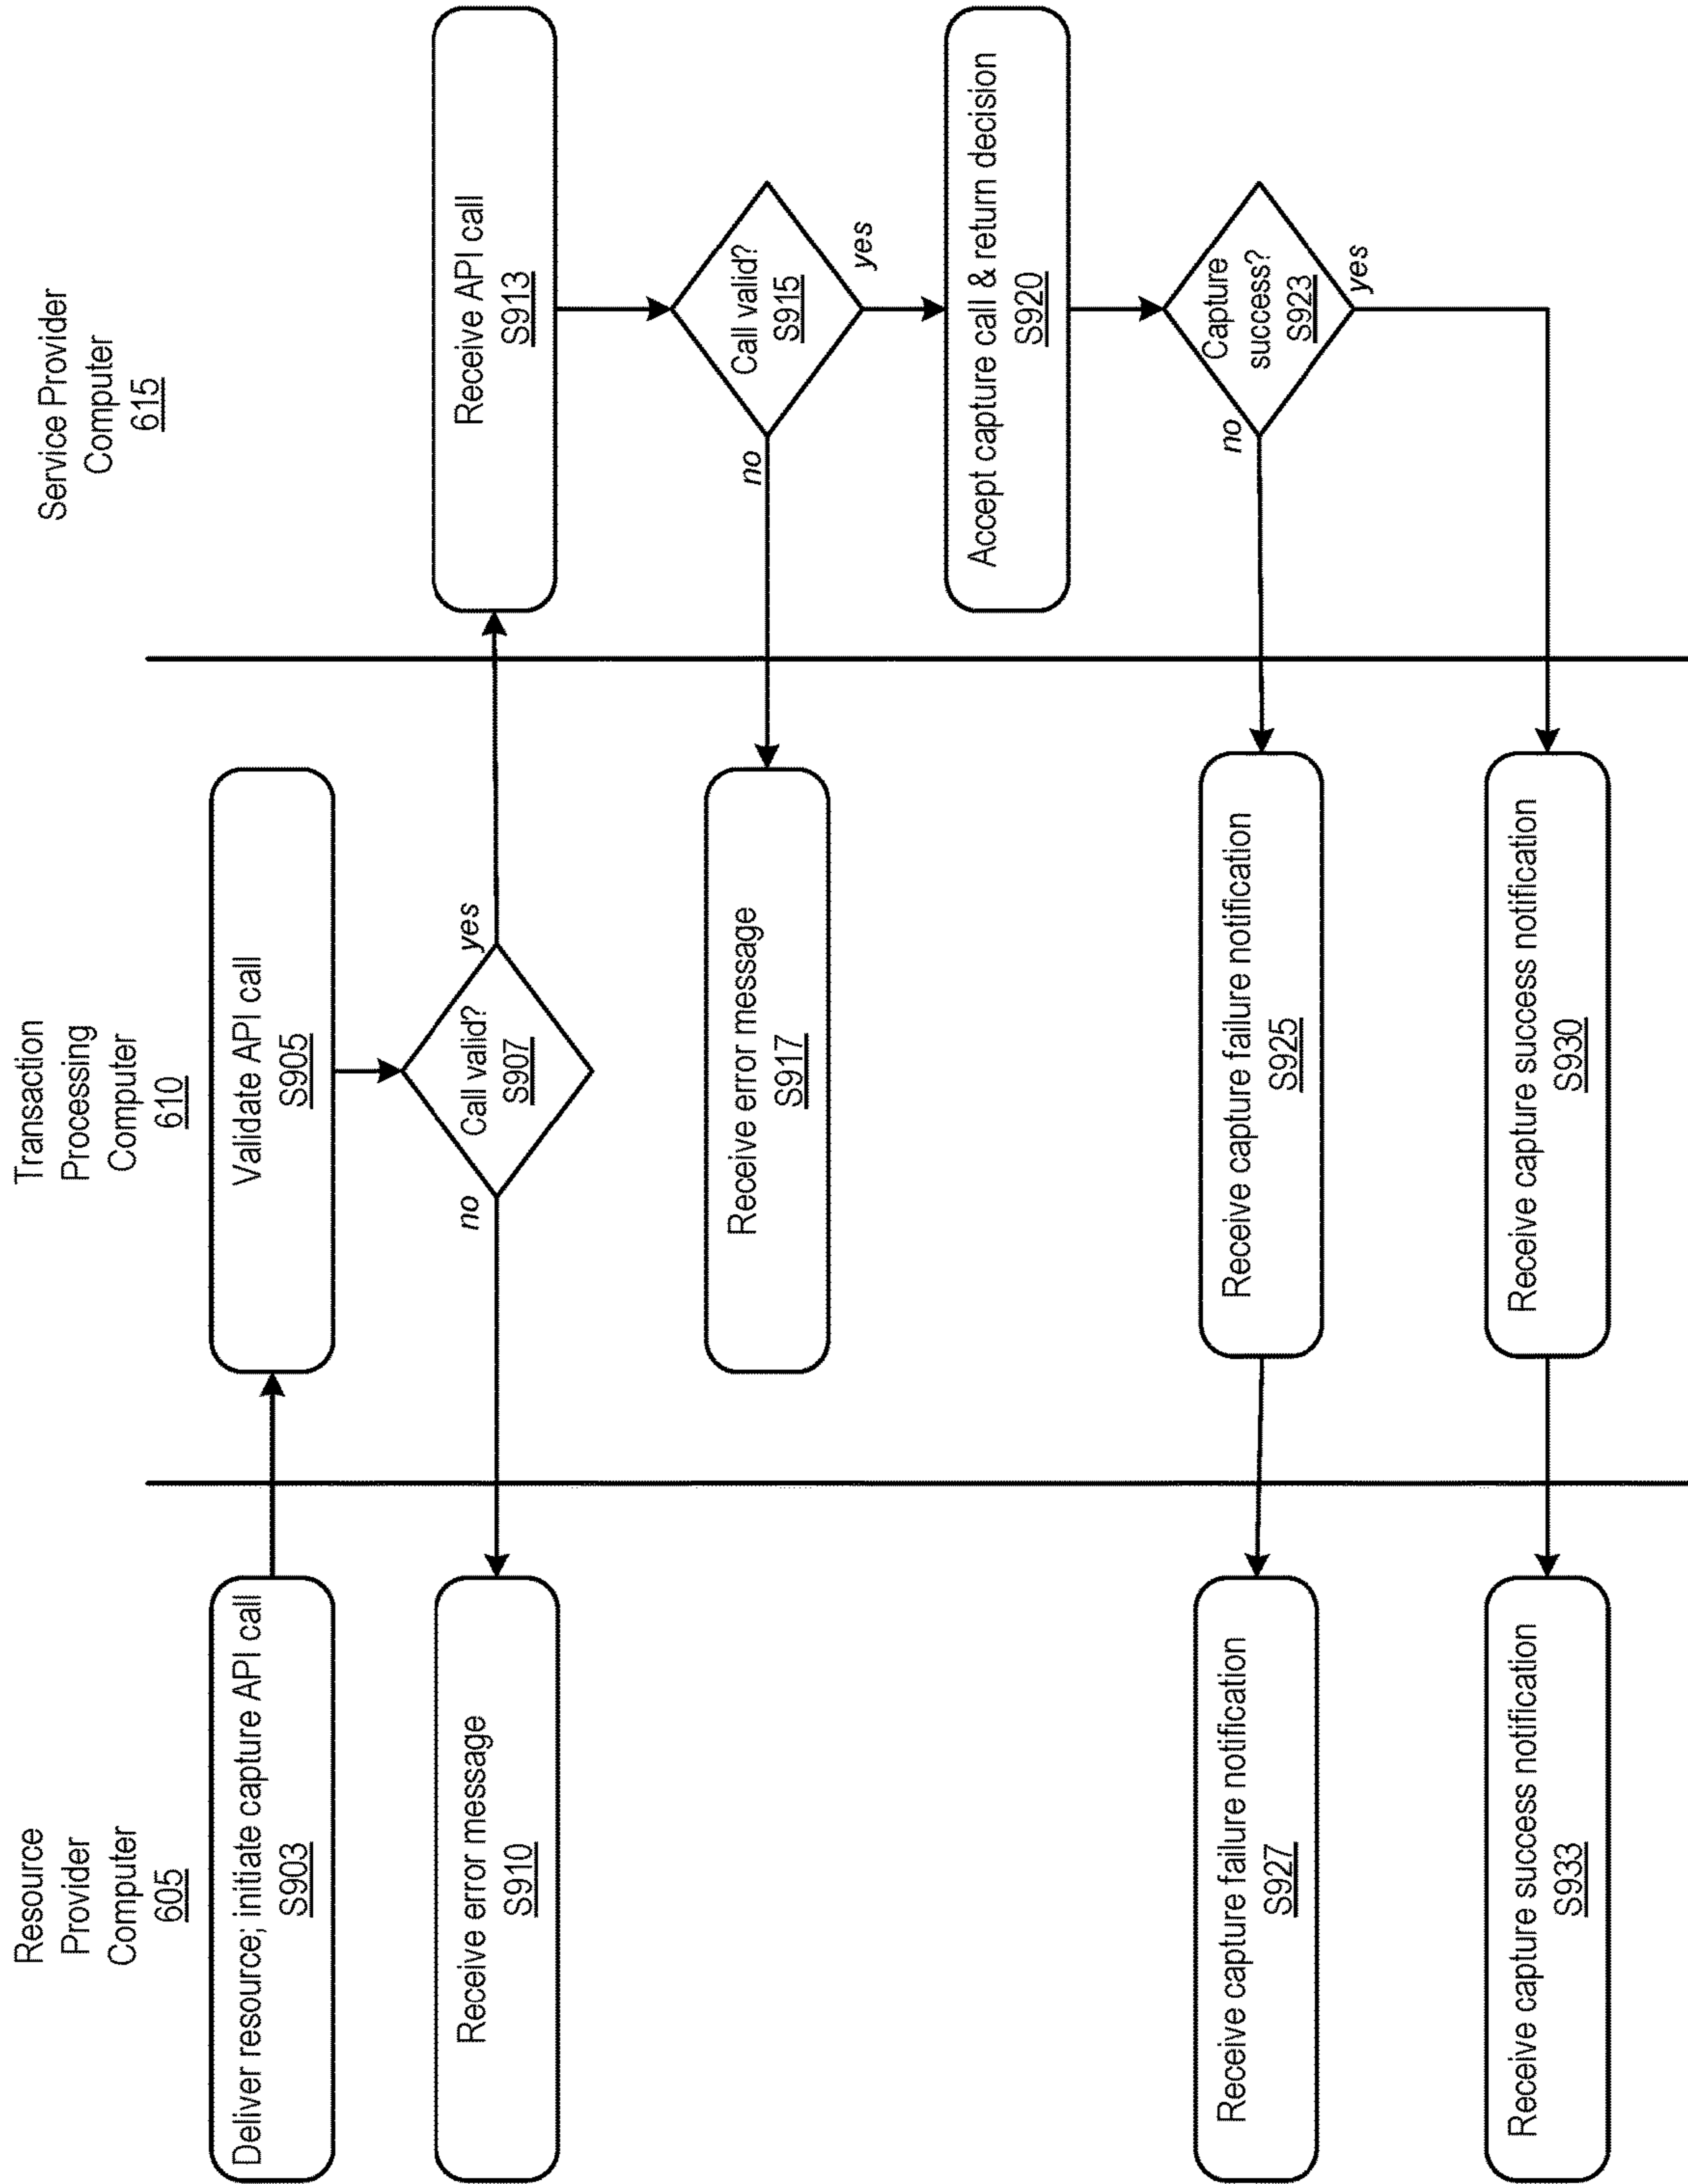 Resource
Provider
Computer
605
Transaction
Processing
Computer
610
Service Provider
Computer
615
Deliver resource; initiate capture API call
S903
Validate API call
S905
Call valid?
S907
no
yes
Receive error message
S910
Receive API call
S913
Call valid?
S915
no
yes
Receive error message
S917
Accept capture call & return decision
S920
Capture
success?
S923
no
yes
Receive capture failure notification
S925
Receive capture failure notification
S927
Receive capture success notification
S930
Receive capture success notification
S933